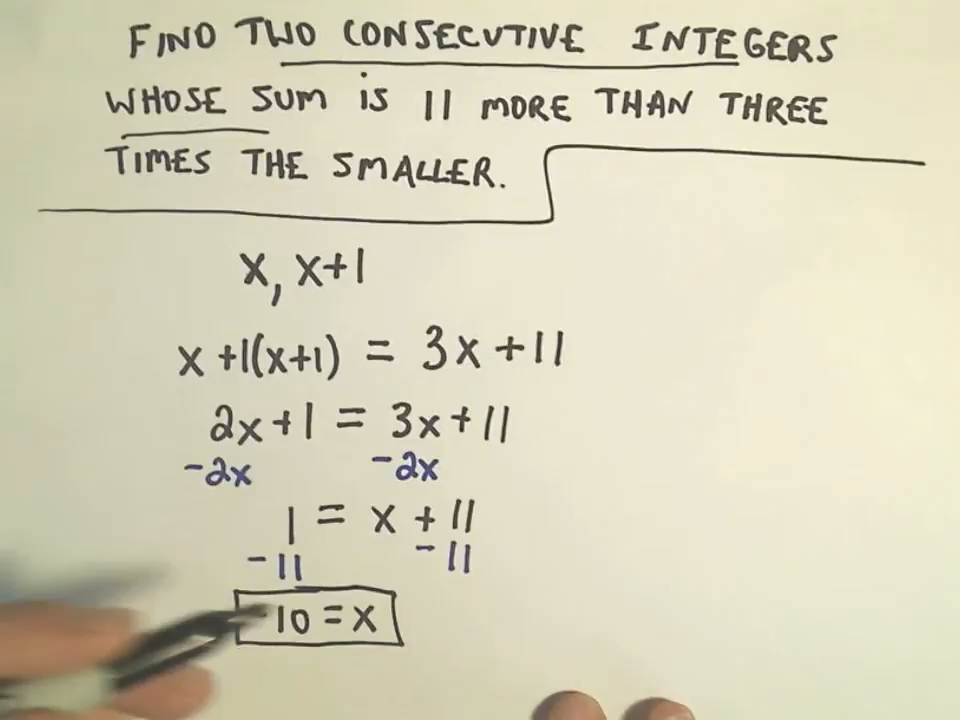 FIND TWO CONSECUTIVE INTEGERS
WHOSE SUM is 11 MORE THAN THREE
TIMES THE SMALLER.
x, x+1
x +1(x+1) = 3x +11
2x+1 = 3x+11
-2x -2x
1 = x + 11
-11 -11
-10 = x